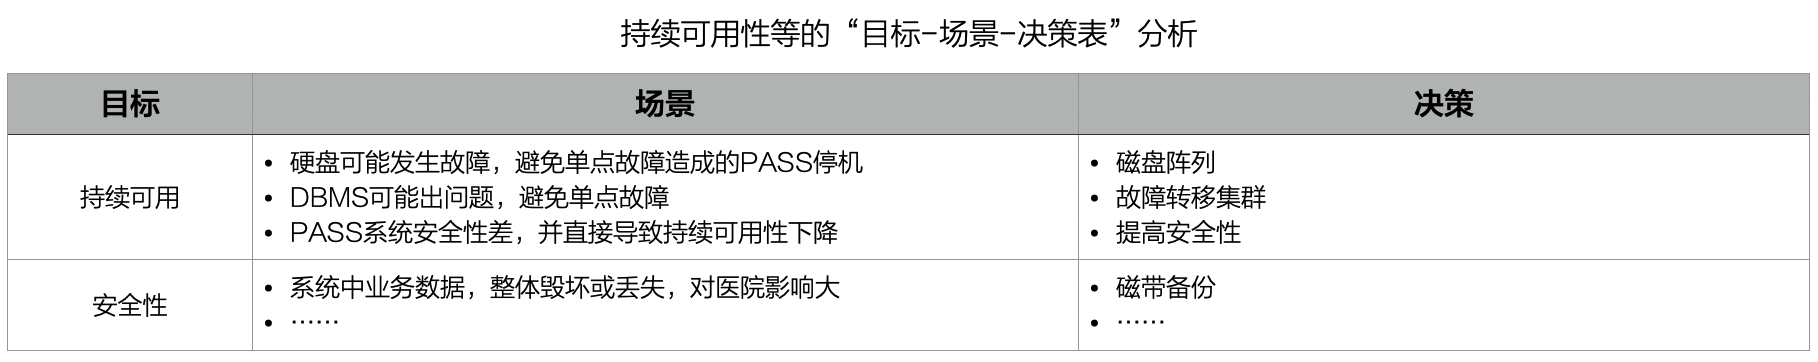 持续可用性等的“目标-场景-决策表”分析
目标 场景 决策
持续可用
• 硬盘可能发生故障，避免单点故障造成的PASS停机
• DBMS可能出问题，避免单点故障
• PASS系统安全性差，并直接导致持续可用性下降
• 磁盘阵列
• 故障转移集群
• 提高安全性
安全性
• 系统中业务数据，整体毁坏或丢失，对医院影响大
• ……
• 磁带备份
• ……